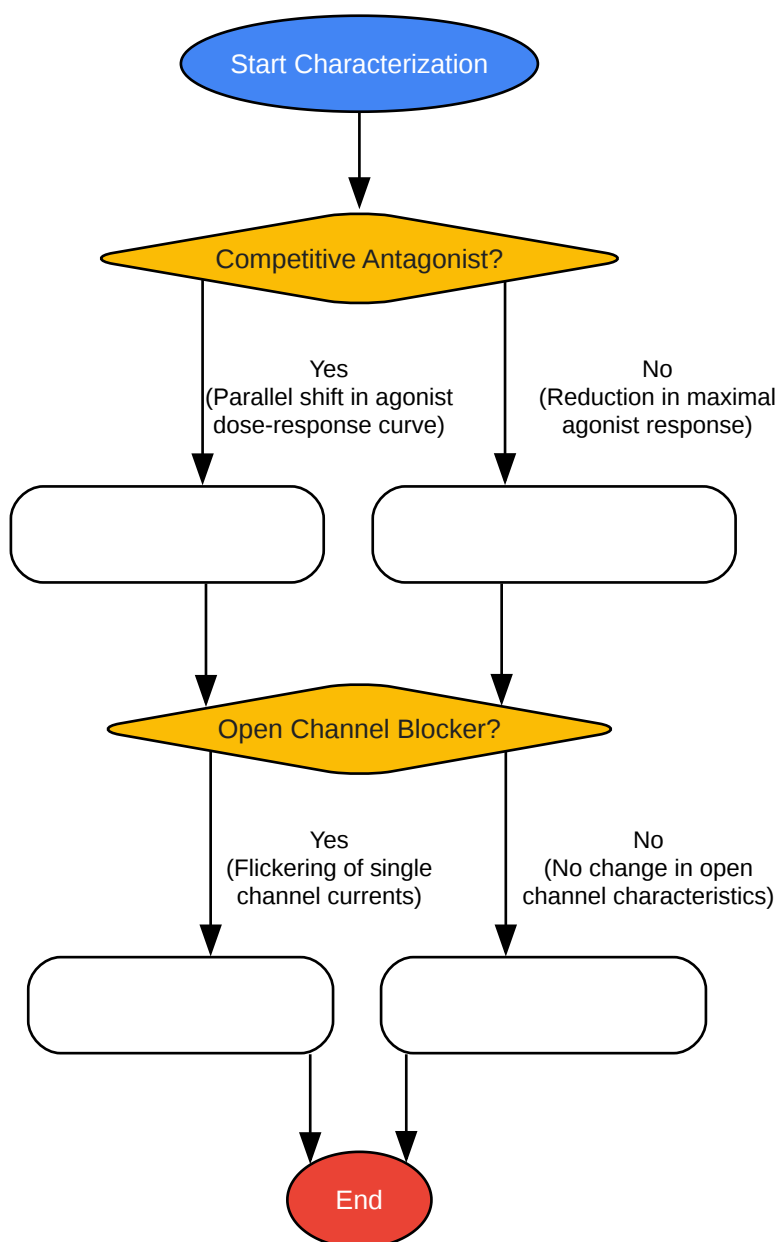 Start Characterization
Competitive Antagonist?
Yes
(Parallel shift in agonist
dose-response curve)
No
(Reduction in maximal
agonist response)
Open Channel Blocker?
Yes
(Flickering of single
channel currents)
No
(No change in open
channel characteristics)
End